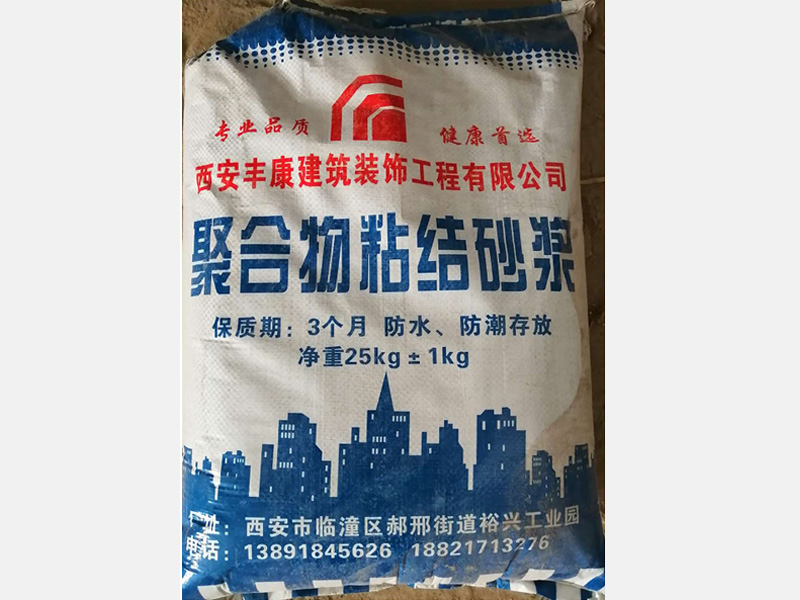 专业品质 健康首选
西安丰康建筑装饰工程有限公司
聚合物粘结砂浆
保质期：3个月 防水、防潮存放
净重25kg±1kg
址：西安市临潼区郝邢街道裕兴工业园
电话：13891845626 18821713276